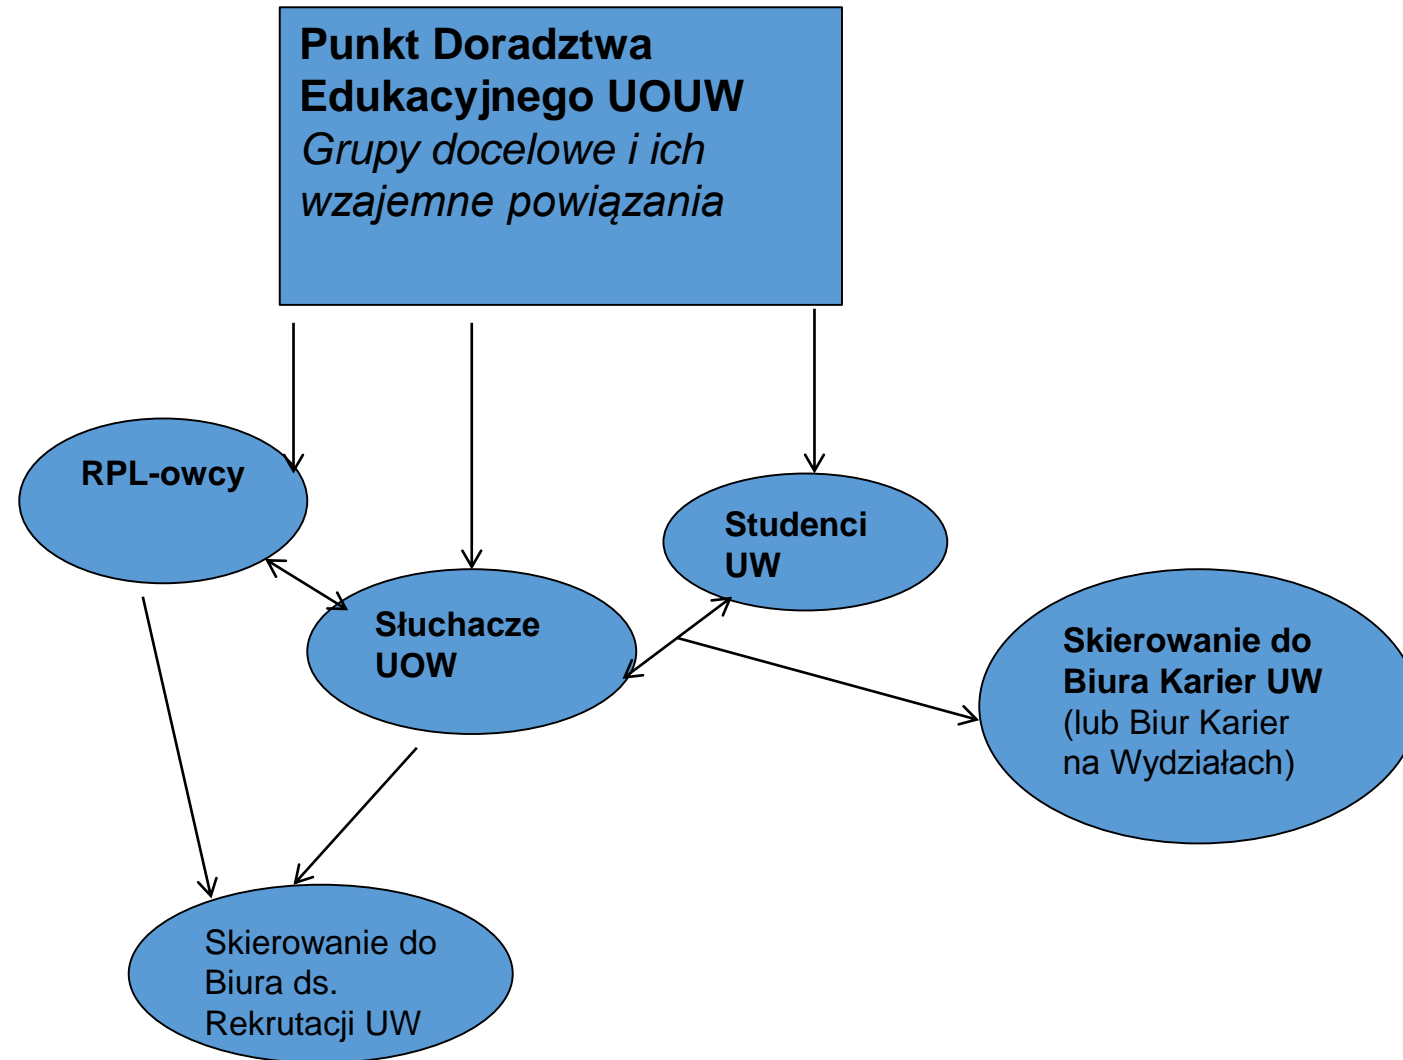 Punkt Doradztwa
Edukacyjnego UOUW
Grupy docelowe i ich
wzajemne powiązania
RPL-owcy
Studenci
UW
Słuchacze
UOW
Skierowanie do
Biura Karier UW
(lub Biur Karier
na Wydziałach)
Skierowanie do
Biura ds.
Rekrutacji UW